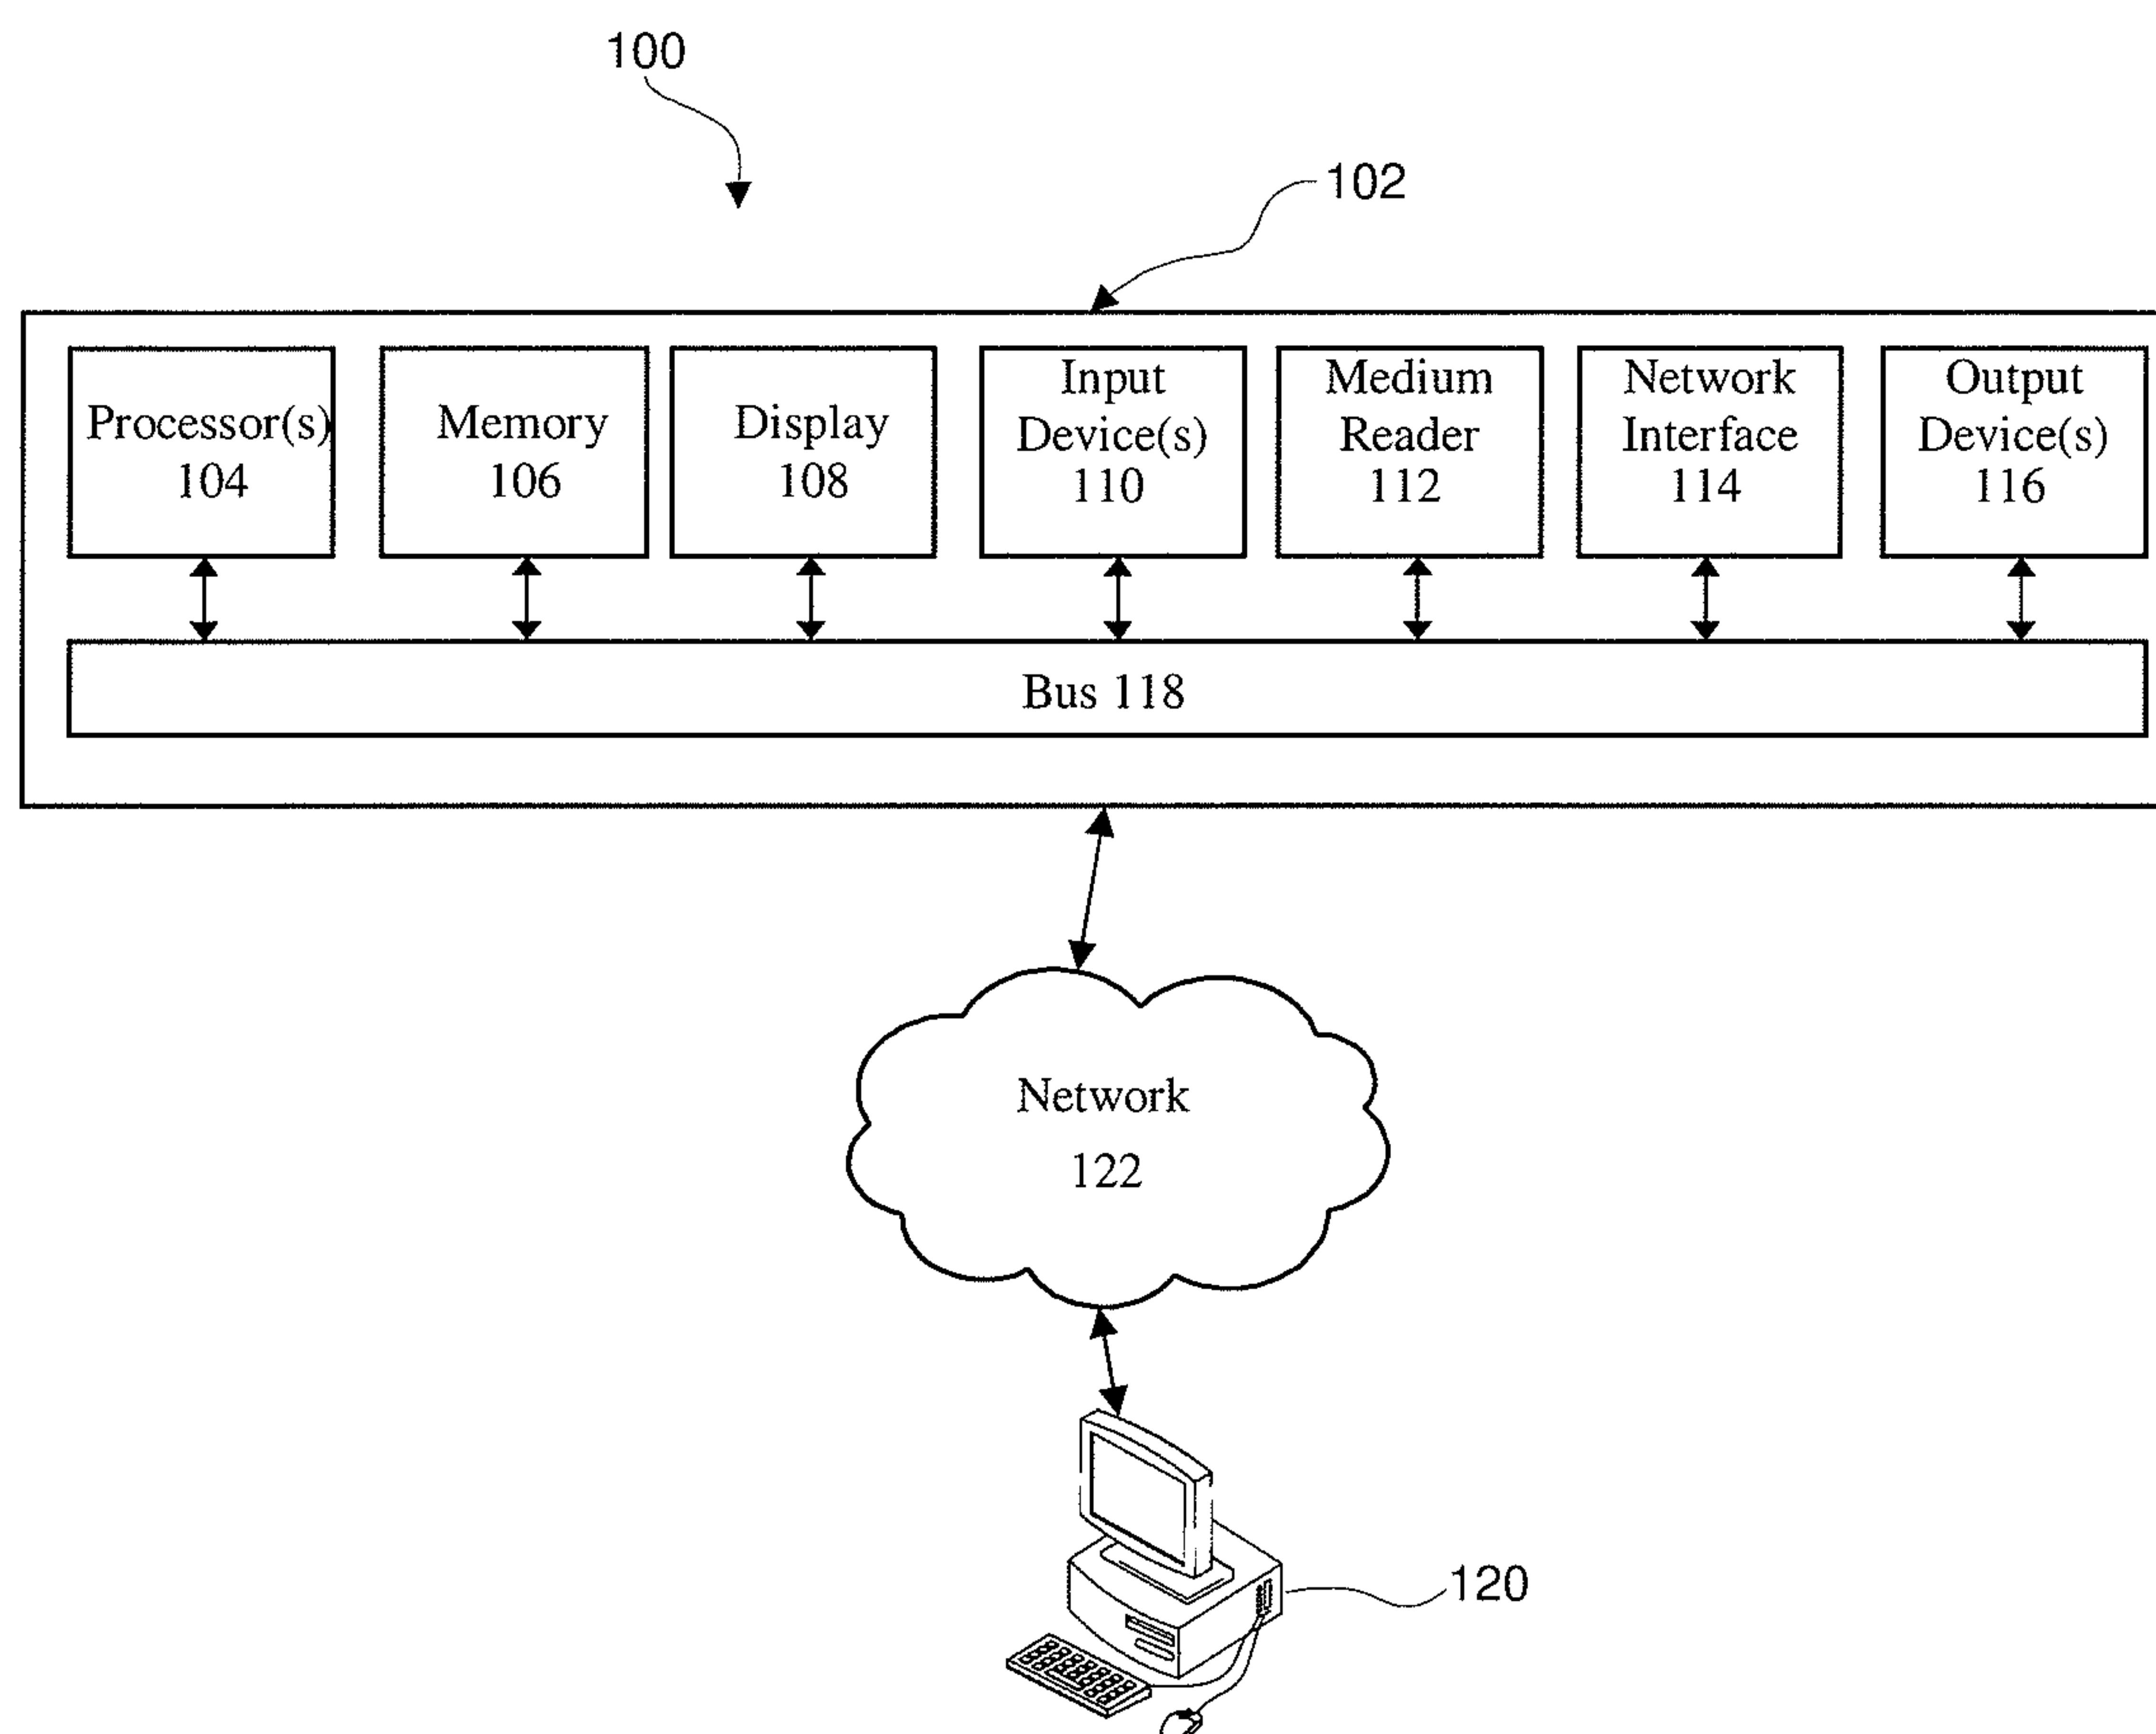 100
102
Processor(s)
104
Memory
106
Display
108
Input
Device(s)
110
Medium
Reader
112
Network
Interface
114
Output
Device(s)
116
Bus 118
Network
122
120